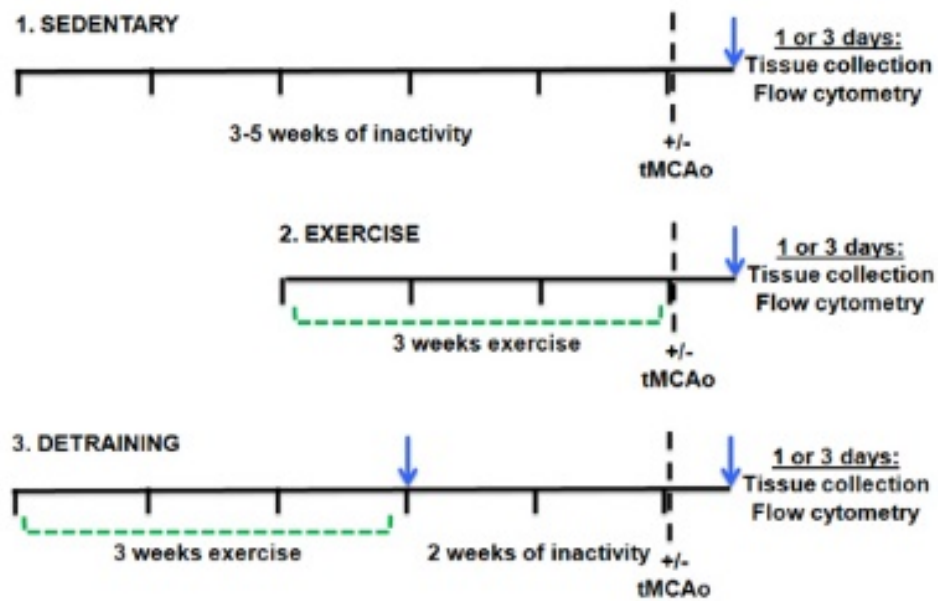 1. SEDENTARY
1 or 3 days:
Tissue collection
Flow cytometry
3-5 weeks of inactivity
+/-
tMCAo
2. EXERCISE
1 or 3 days:
Tissue collection
Flow cytometry
3 weeks exercise
+/-
tMCAo
3. DETRAINING
1 or 3 days:
Tissue collection
Flow cytometry
3 weeks exercise
2 weeks of inactivity
+/-
tMCAo